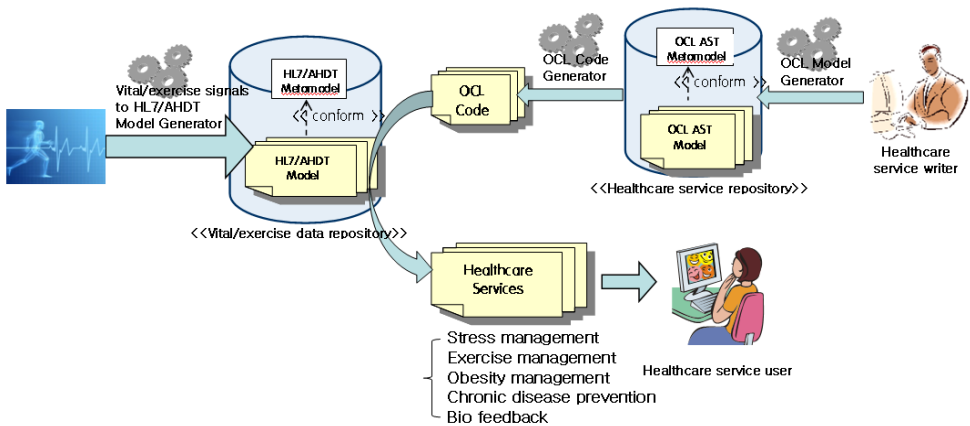 Vital/exercise signals
to HL7/AHDT
Model Generator
HL7/AHDT
Metamodel
<< conform >>
HL7/AHDT
Model
<<Vital/exercise data repository>>
OCL
Code
OCL Code
Generator
OCL AST
Metamodel
<< conform >>
OCL AST
Model
<<Healthcare service repository>>
OCL Model
Generator
Healthcare
service writer
Healthcare
Services
Stress management
Exercise management
Obesity management
Chronic disease prevention
Bio feedback
Healthcare service user